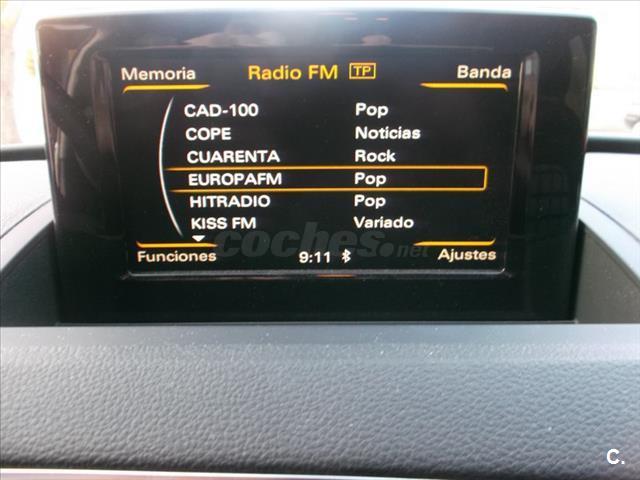 Memoria Radio FM TP Banda
CAD-100 Pop
COPE Noticias
CUARENTA Rock
EUROPAFM Pop
HITRADIO Pop
KISS FM Variado
coches.net
Funciones 9:11 Ajustes
C.